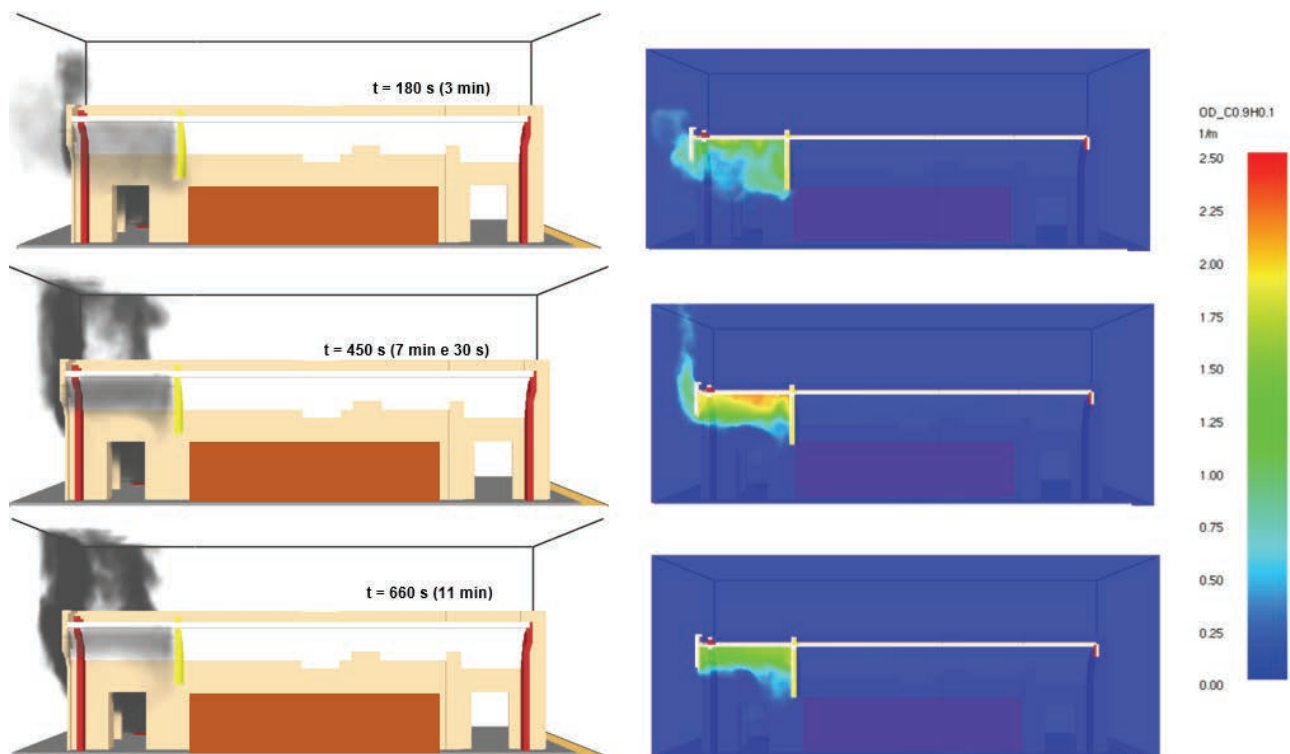 t = 180 s (3 min)
t = 450 s (7 min e 30 s)
t = 660 s (11 min)
OD_C0.9H0.1
1/m
2.50
2.25
2.00
1.75
1.50
1.25
1.00
0.75
0.50
0.25
0.00